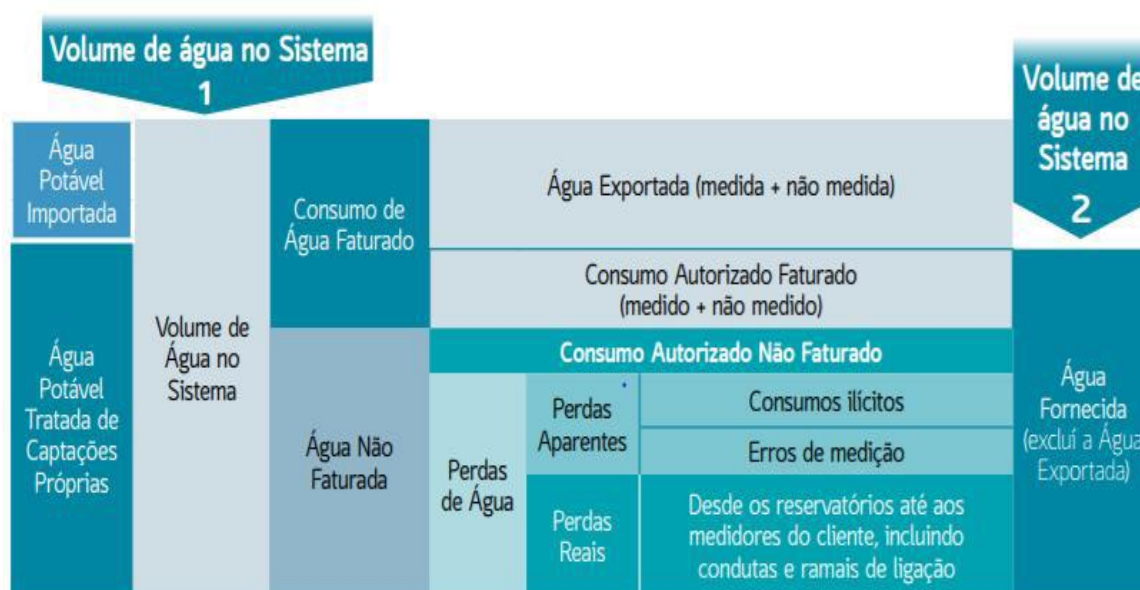 Volume de água no Sistema
1
Volume de
água no
Sistema
2
Água
Potável
Importada
Água
Potável
Tratada de
Captações
Próprias
Volume de
Água no
Sistema
Consumo de
Água Faturado
Água Não
Faturada
Água Exportada (medida + não medida)
Consumo Autorizado Faturado
(medido + não medido)
Consumo Autorizado Não Faturado
Perdas
de Água
Perdas
Aparentes
Consumos ilícitos
Erros de medição
Perdas
Reais
Desde os reservatórios até aos
medidores do cliente, incluindo
condutas e ramais de ligação
Água
Fornecida
(excluí a Água
Exportada)